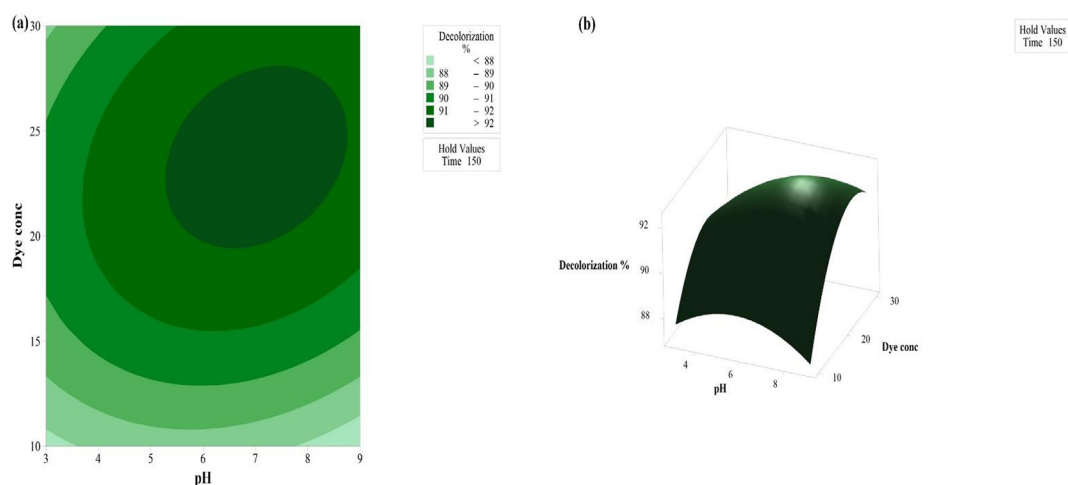 (a)
30
25
20
15
10
Dye conc
3 4 5 6 7 8 9
pH
Decolorization
%
< 88
88 – 89
89 – 90
90 – 91
91 – 92
> 92
Hold Values
Time 150
(b)
Hold Values
Time 150
92
90
88
Decolorization %
4 6 8
pH
10
20
30
Dye conc